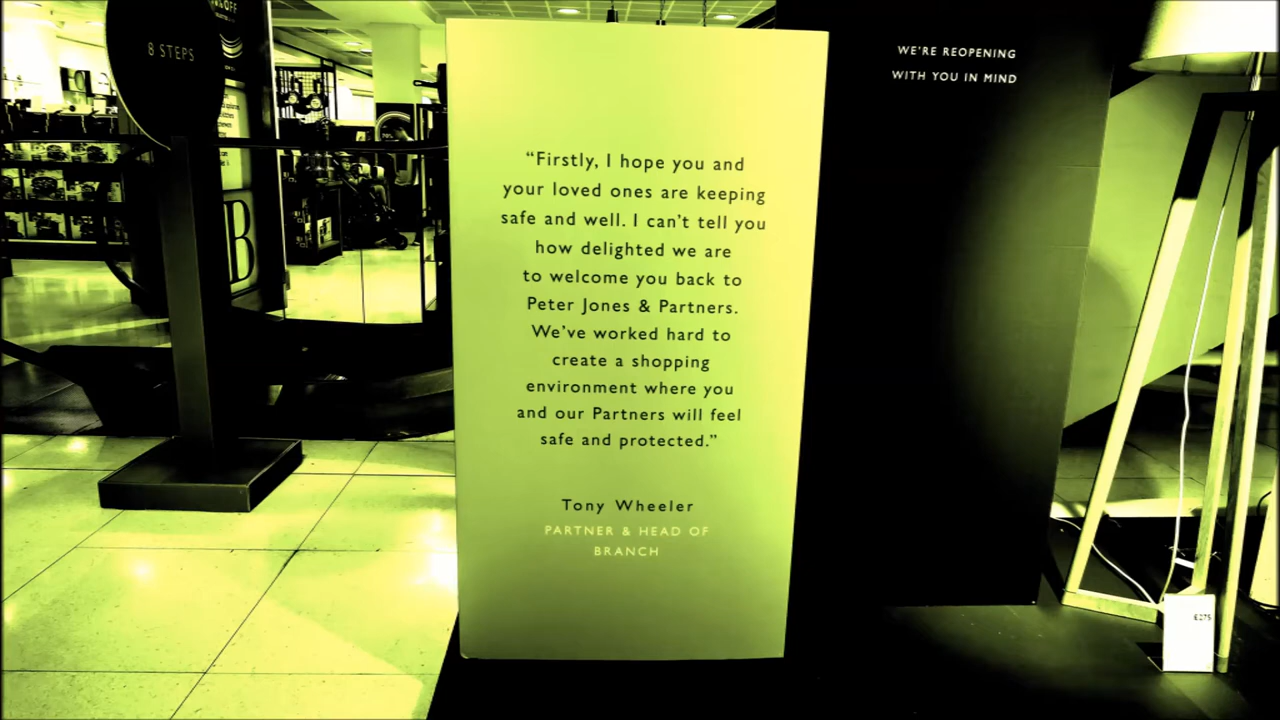 8 STEPS
"Firstly, I hope you and
your loved ones are keeping
safe and well. I can't tell you
how delighted we are
to welcome you back to
Peter Jones & Partners.
We've worked hard to
create a shopping
environment where you
and our Partners will feel
safe and protected."
Tony Wheeler
PARTNER & HEAD OF
BRANCH
WE'RE REOPENING
WITH YOU IN MIND
£275